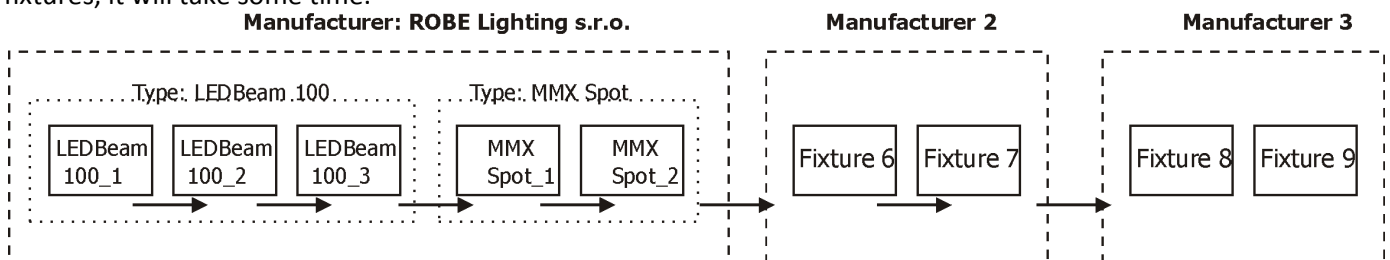 fixtures, it will take some time.
Manufacturer: ROBE Lighting s.r.o.
Manufacturer 2
Manufacturer 3
Type: LEDBeam 100
Type: MMX Spot
LEDBeam
100_1
LEDBeam
100_2
LEDBeam
100_3
MMX
Spot_1
MMX
Spot_2
Fixture 6
Fixture 7
Fixture 8
Fixture 9